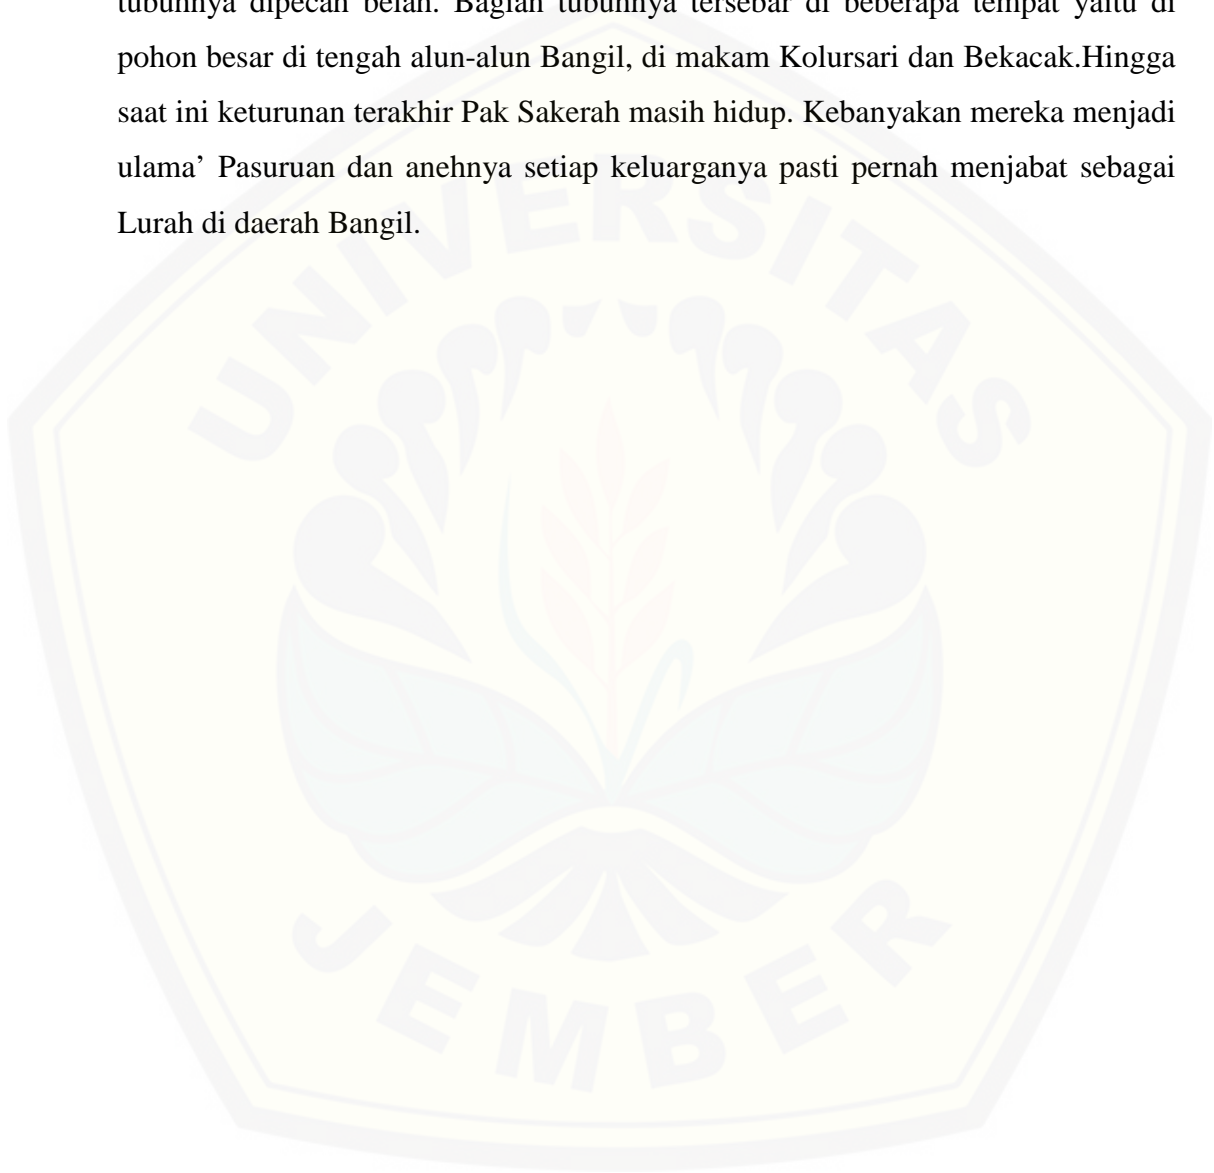 tubuhnya dipecah belah. Bagian tubuhnya tersebar di beberapa tempat yaitu di
pohon besar di tengah alun-alun Bangil, di makam Kolursari dan Bekacak.Hingga
saat ini keturunan terakhir Pak Sakerah masih hidup. Kebanyakan mereka menjadi
ulama’ Pasuruan dan anehnya setiap keluarganya pasti pernah menjabat sebagai
Lurah di daerah Bangil.
UNIVERSITAS
JEMBER